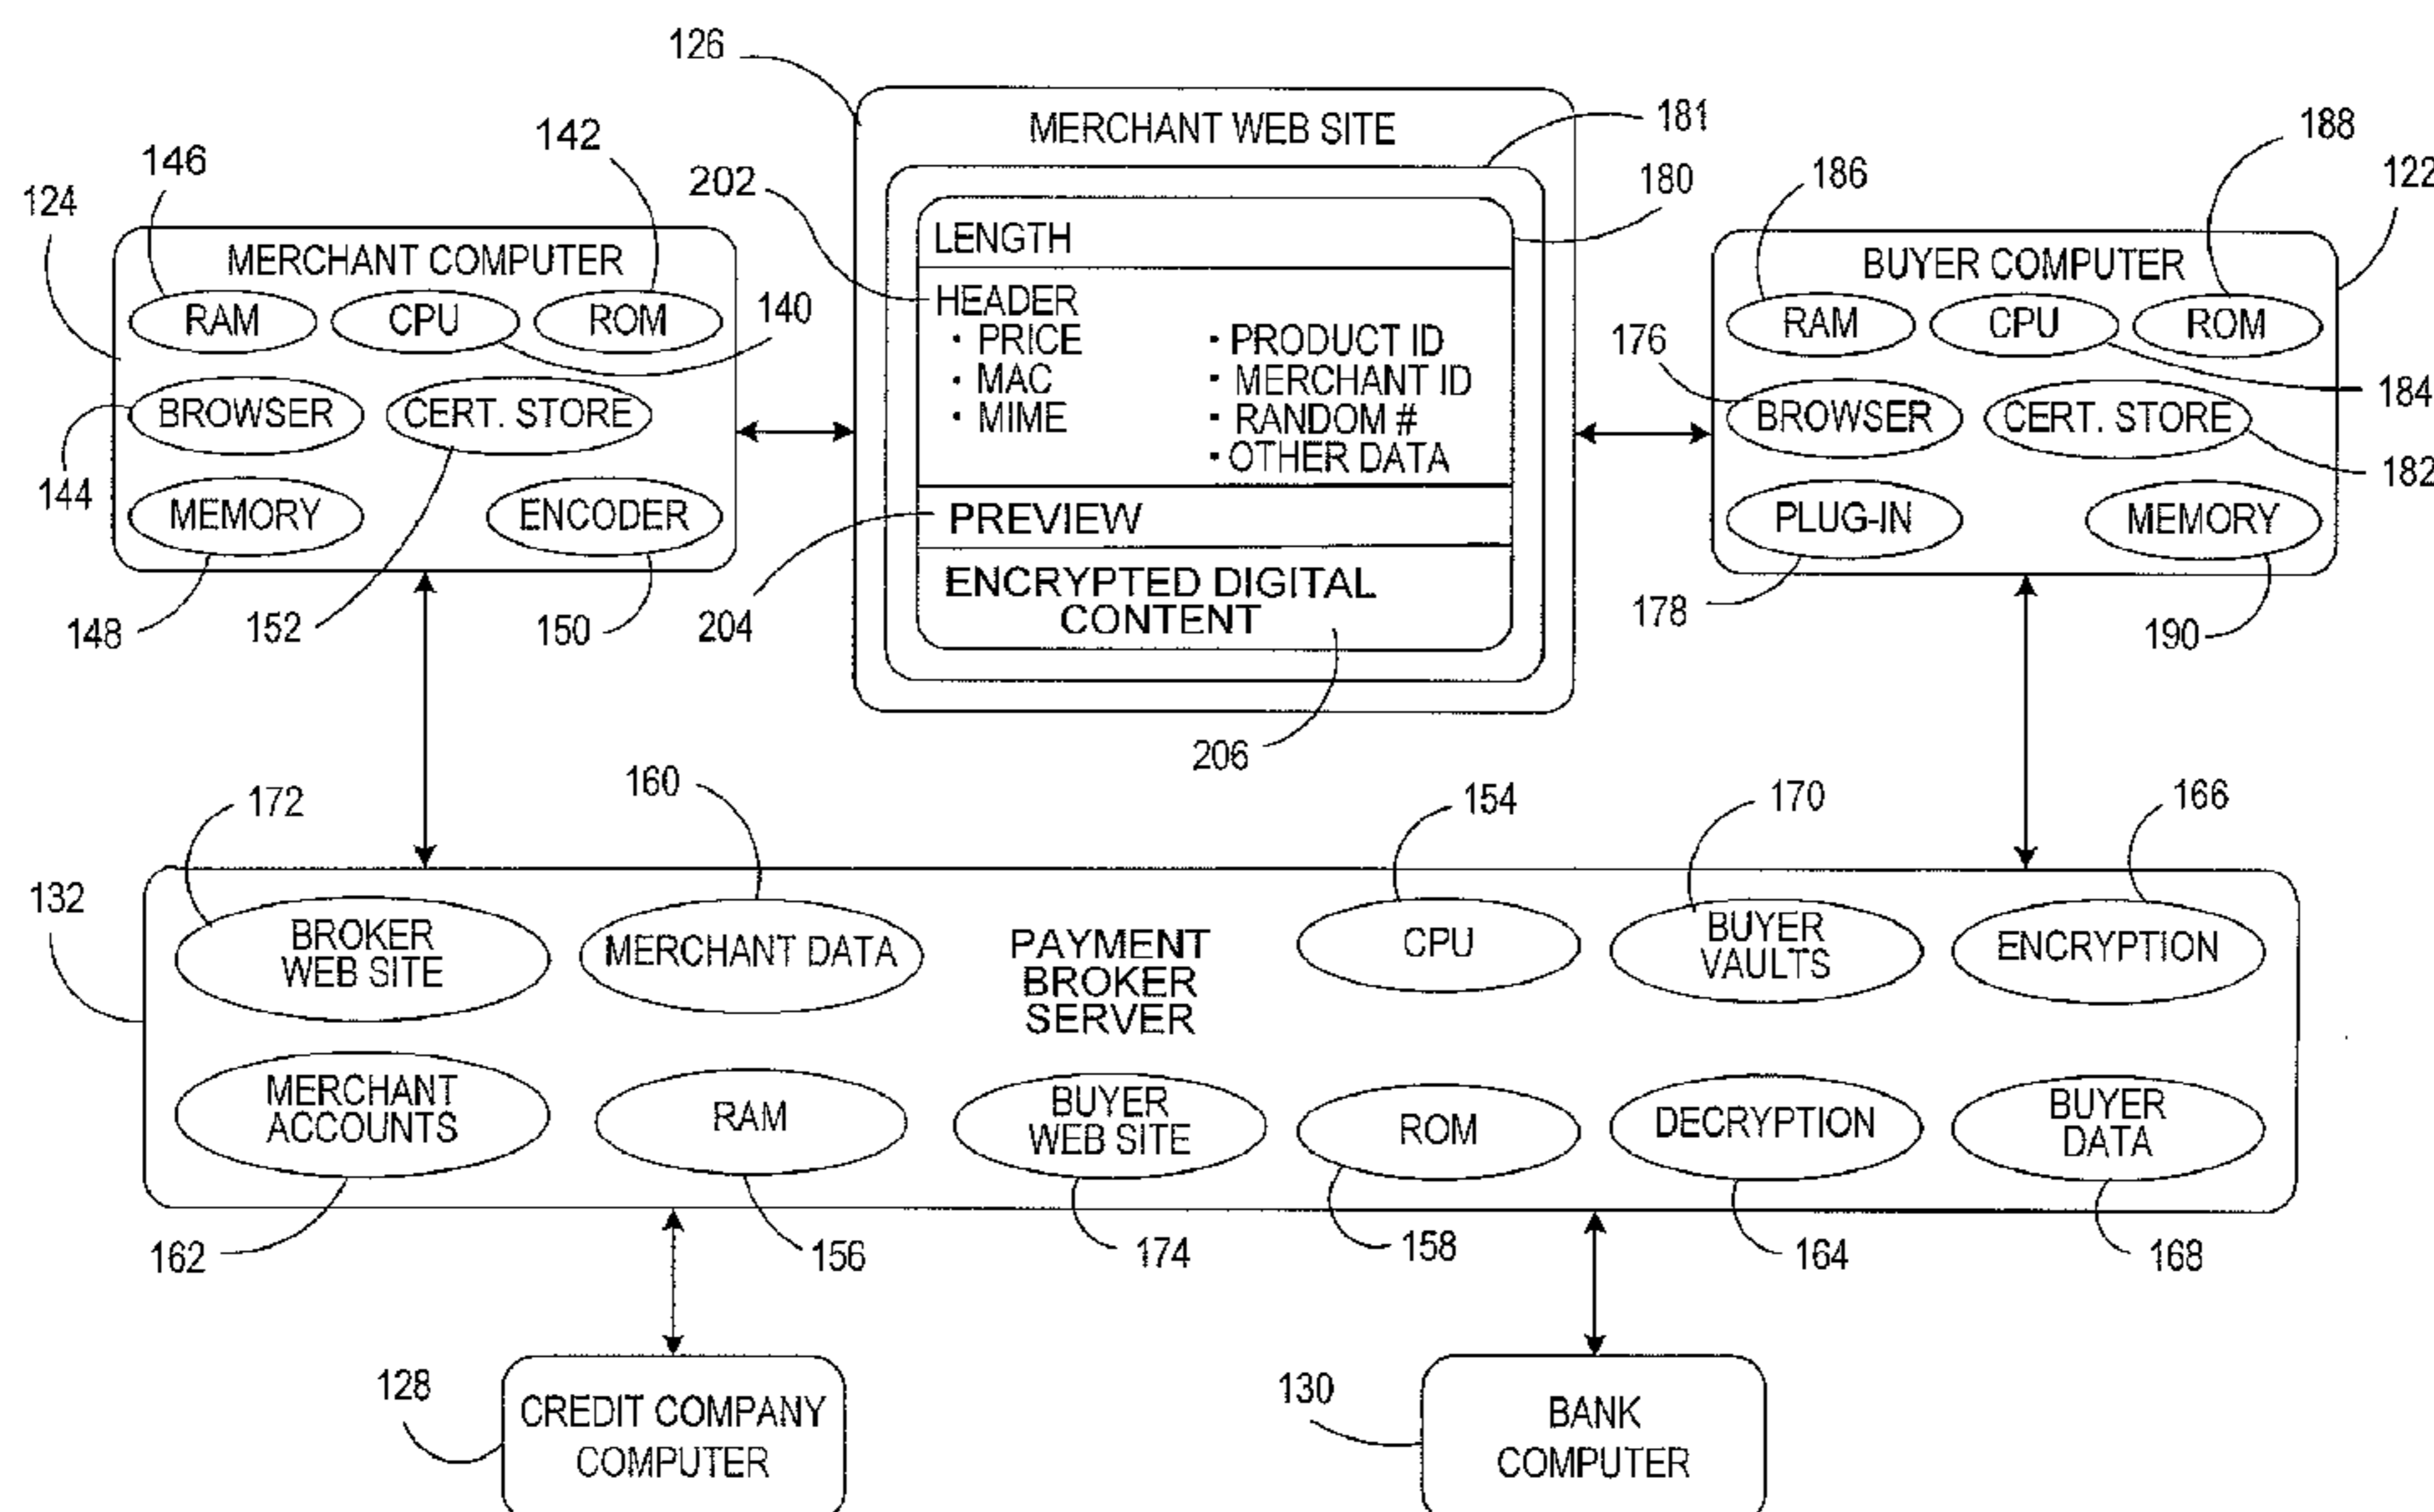 126
MERCHANT WEB SITE
181
188
142
146
202
180
186
122
124
LENGTH
MERCHANT COMPUTER
BUYER COMPUTER
HEADER
RAM
CPU
ROM
140
· PRICE
· MAC
· MIME
· PRODUCT ID
· MERCHANT ID
· RANDOM #
· OTHER DATA
176
RAM
CPU
ROM
184
BROWSER
CERT. STORE
BROWSER
CERT. STORE
182
144
MEMORY
ENCODER
PREVIEW
PLUG-IN
MEMORY
ENCRYPTED DIGITAL
CONTENT
148
152
150
204
178
190
206
172
160
154
170
166
132
BROKER
WEB SITE
MERCHANT DATA
PAYMENT
BROKER
SERVER
CPU
BUYER
VAULTS
ENCRYPTION
MERCHANT
ACCOUNTS
RAM
BUYER
WEB SITE
ROM
DECRYPTION
BUYER
DATA
162
156
174
158
164
168
128
CREDIT COMPANY
COMPUTER
130
BANK
COMPUTER